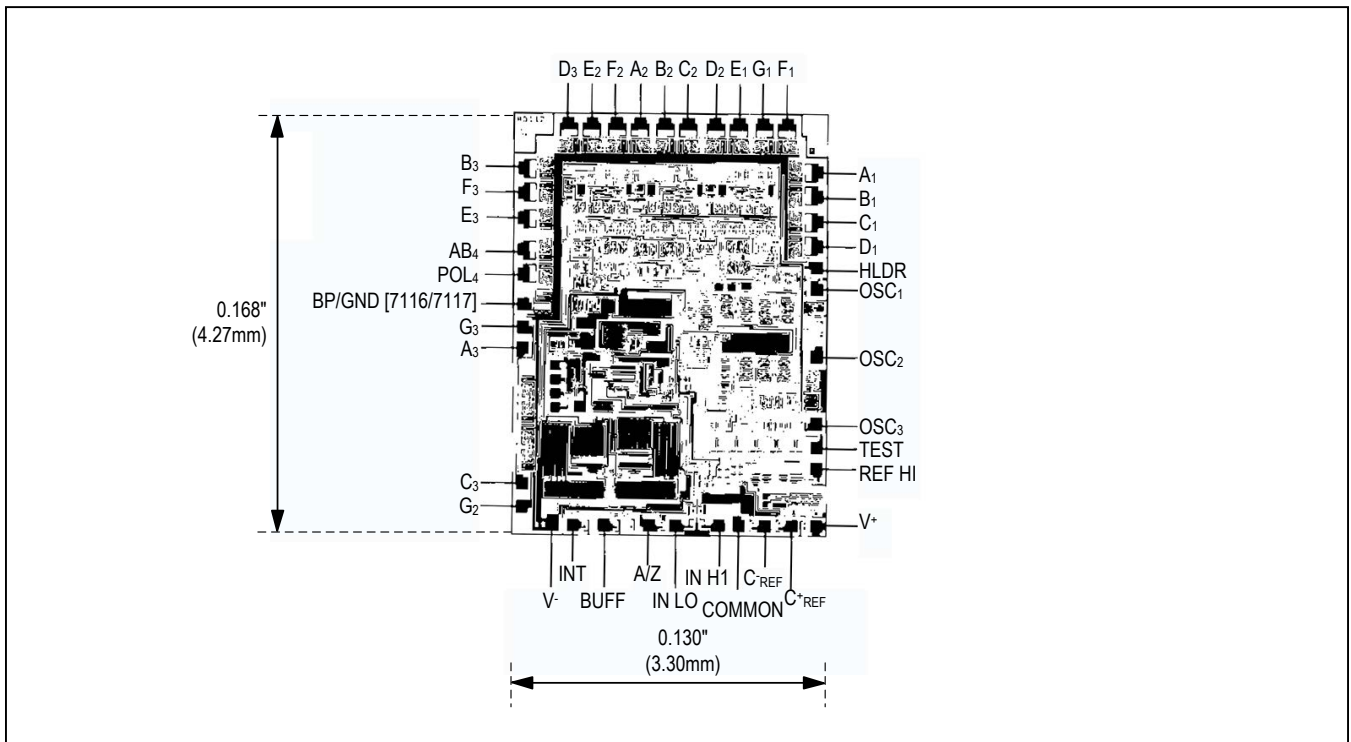 D3 E2 F2 A2 B2 C2 D2 E1 G1 F1
B3
F3
E3
AB4
POL4
BP/GND [7116/7117]
G3
A3
C3
G2
0.168"
(4.27mm)
A1
B1
C1
D1
HLDR
OSC1
OSC2
OSC3
TEST
REF HI
V+
V-
INT
BUFF
A/Z
IN LO
IN H1
COMMON
C-REF
C+REF
0.130"
(3.30mm)